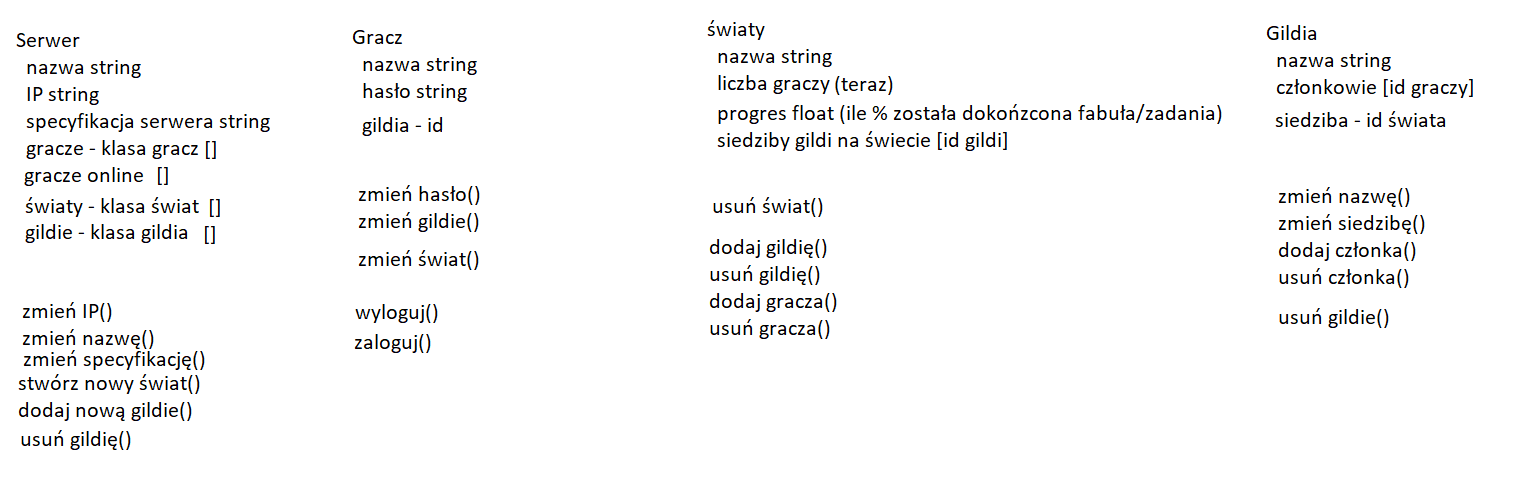 Serwer
nazwa string
IP string
specyfikacja serwera string
gracze - klasa gracz []
gracze online []
światy - klasa świat []
gildie - klasa gildia []
zmień IP()
zmień nazwę()
zmień specyfikację()
stwórz nowy świat()
dodaj nową gildie()
usuń gildię()
Gracz
nazwa string
hasło string
gildia - id
zmień hasło()
zmień gildie()
zmień świat()
wyloguj()
zaloguj()
światy
nazwa string
liczba graczy (teraz)
progres float (ile % została dokońzcona fabuła/zadania)
siedziby gildi na świecie [id gildi]
usuń świat()
dodaj gildię()
usuń gildię()
dodaj gracza()
usuń gracza()
Gildia
nazwa string
członkowie [id graczy]
siedziba - id świata
zmień nazwę()
zmień siedzibę()
dodaj członka()
usuń członka()
usuń gildie()